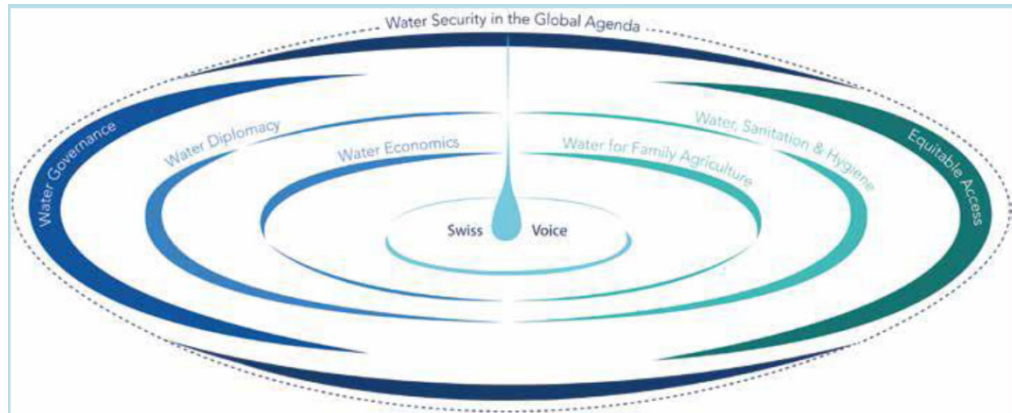 Water Security in the Global Agenda
Water Governance
Water Diplomacy
Water Economics
Water for Family Agriculture
Water, Sanitation & Hygiene
Equitable Access
Swiss Voice